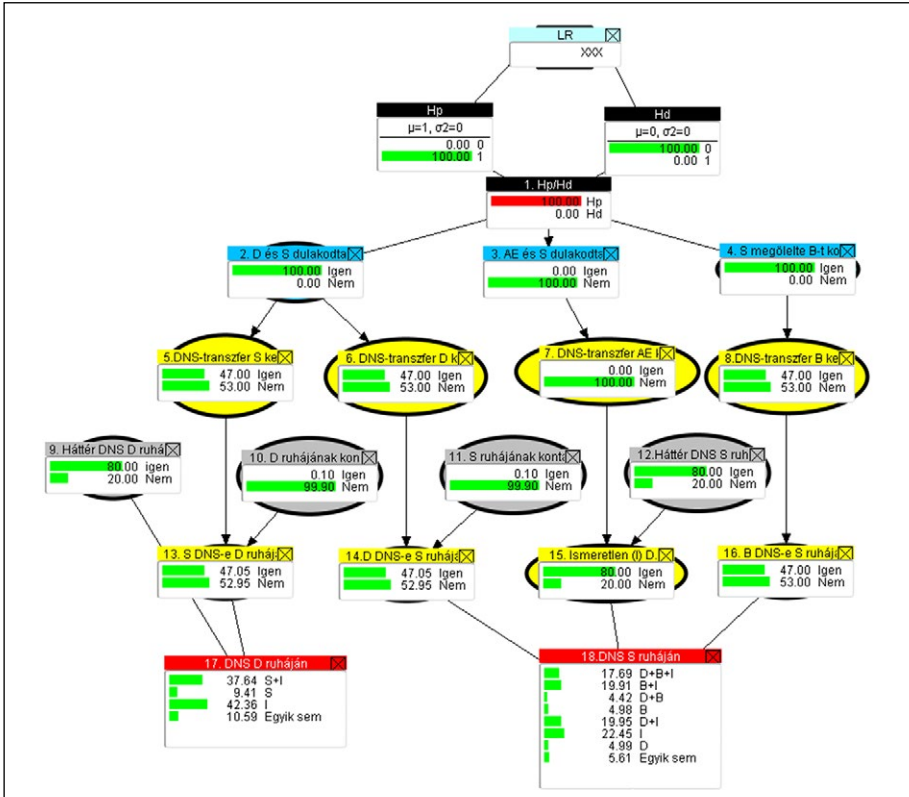 LR
XXX
Hp
μ=1, σ2=0
0.00 0
100.00 1
Hd
μ=0, σ2=0
100.00 0
0.00 1
1. Hp/Hd
100.00 Hp
0.00 Hd
2. D és S dulakodta
100.00 Igen
0.00 Nem
3. AE és S dulakodta
0.00 Igen
100.00 Nem
4. S megölelte B-t ko
100.00 Igen
0.00 Nem
5.DNS-transzfer S ke
47.00 Igen
53.00 Nem
6. DNS-transzfer D k
47.00 Igen
53.00 Nem
7. DNS-transzfer AE
0.00 Igen
100.00 Nem
8.DNS-transzfer B ke
47.00 Igen
53.00 Nem
9. Háttér DNS D ruhá
80.00 igen
20.00 Nem
10. D ruhájának kon
0.10 Igen
99.90 Nem
11. S ruhájának konta
0.10 Igen
99.90 Nem
12.Háttér DNS S ruh
80.00 Igen
20.00 Nem
13. S DNS-e D ruhája
47.05 Igen
52.95 Nem
14.D DNS-e S ruhája
47.05 Igen
52.95 Nem
15. Ismeretlen (I) D.
80.00 Igen
20.00 Nem
16. B DNS-e S ruhája
47.00 Igen
53.00 Nem
17. DNS D ruháján
37.64 S+I
9.41 S
42.36 I
10.59 Egyik sem
18.DNS S ruháján
17.69 D+B+I
19.91 B+I
4.42 D+B
4.98 B
19.95 D+I
22.45 I
4.99 D
5.61 Egyik sem